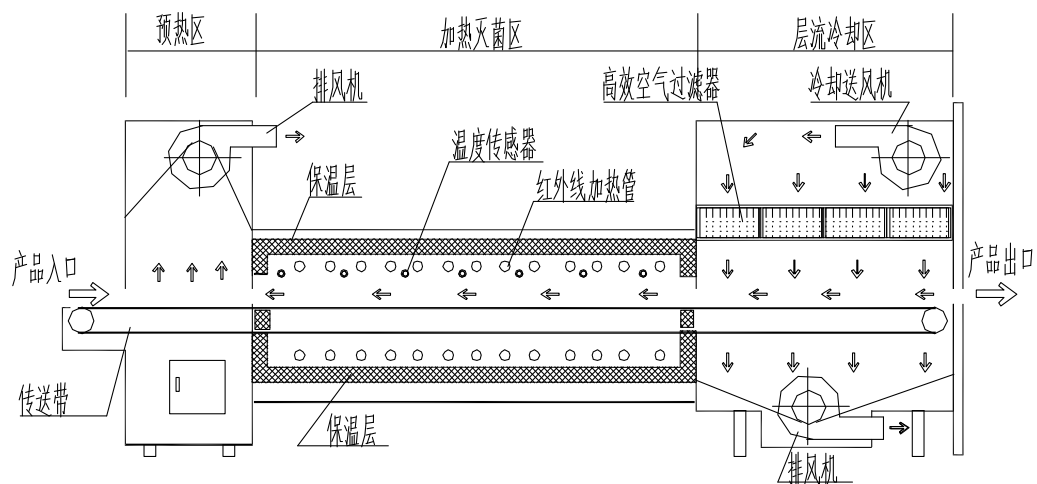 预热区
加热灭菌区
层流冷却区
排风机
高效空气过滤器
冷却送风机
温度传感器
保温层
红外线加热管
产品入口
产品出口
传送带
保温层
排风机